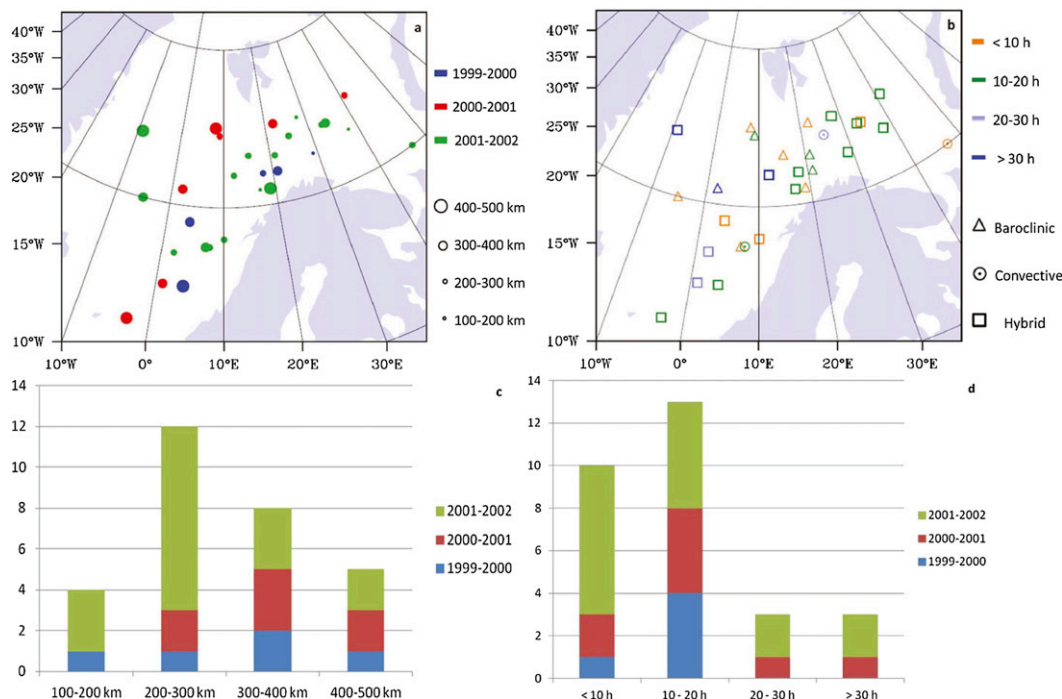 a
40°W
35°W
30°W
25°W
20°W
15°W
10°W
10°W
0°E
10°E
20°E
30°E
1999-2000
2000-2001
2001-2002
400-500 km
300-400 km
200-300 km
100-200 km
b
40°W
35°W
30°W
25°W
20°W
15°W
10°W
10°W
0°E
10°E
20°E
30°E
< 10 h
10-20 h
20-30 h
> 30 h
Baroclinic
Convective
Hybrid
c
14
12
10
8
6
4
2
0
100-200 km
200-300 km
300-400 km
400-500 km
2001-2002
2000-2001
1999-2000
d
14
12
10
8
6
4
2
0
< 10 h
10 - 20 h
20 - 30 h
> 30 h
2001-2002
2000-2001
1999-2000